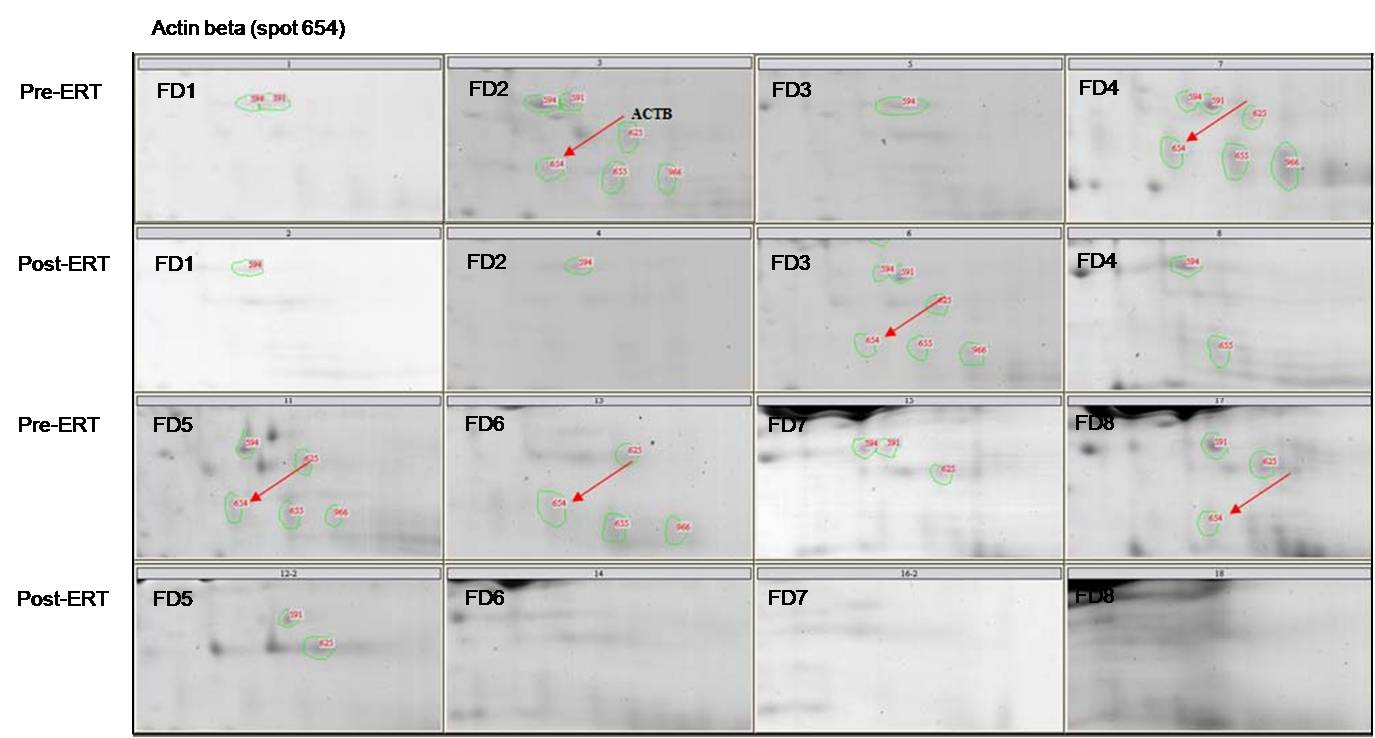 Actin beta (spot 654)
1 3 5 7
Pre-ERT FD1 FD2 FD3 FD4
594 591
594 591 625 654 655 966
ACTB
594
594 591 625 654 655 966
2 4 6 8
Post-ERT FD1 FD2 FD3 FD4
594
594
594 591 625 654 655 966
594 655
11 13 15 17
Pre-ERT FD5 FD6 FD7 FD8
594 625 654 655 966
625 654 655 966
594 591 625
591 625 654
12-2 14 16-2 18
Post-ERT FD5 FD6 FD7 FD8
591 625